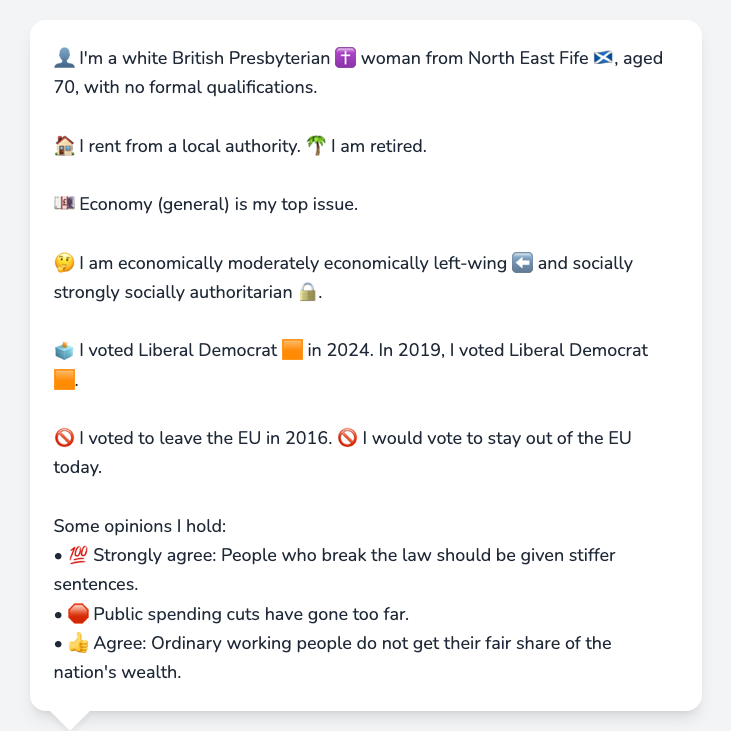 👤 I'm a white British Presbyterian ✝️ woman from North East Fife 🏴󠁧󠁢󠁳󠁣󠁴󠁿, aged
70, with no formal qualifications.
🏠 I rent from a local authority. 🌴 I am retired.
💷 Economy (general) is my top issue.
🤔 I am economically moderately economically left-wing ⬅️ and socially
strongly socially authoritarian 🔒.
🗳️ I voted Liberal Democrat 🟧 in 2024. In 2019, I voted Liberal Democrat
🟧.
🚫 I voted to leave the EU in 2016. 🚫 I would vote to stay out of the EU
today.
Some opinions I hold:
• 💯 Strongly agree: People who break the law should be given stiffer
sentences.
• 🛑 Public spending cuts have gone too far.
• 👍 Agree: Ordinary working people do not get their fair share of the
nation's wealth.